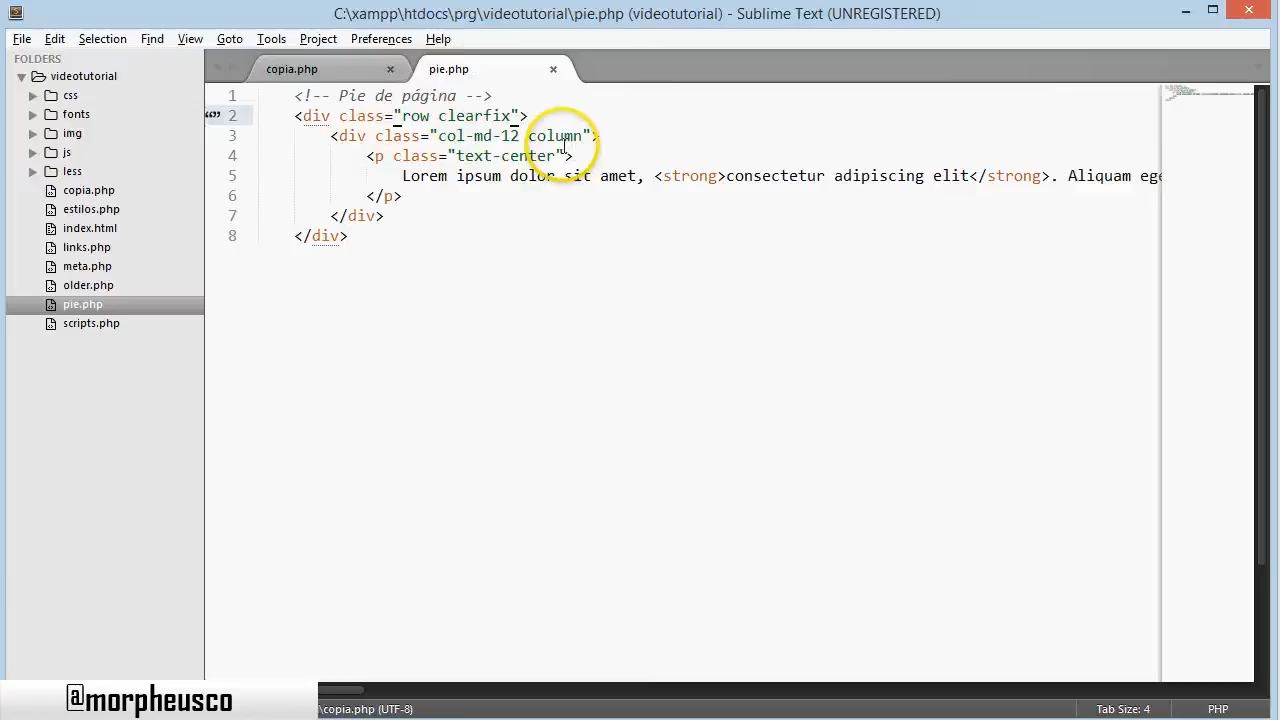 C:\xampp\htdocs\prg\videotutorial\pie.php (videotutorial) - Sublime Text (UNREGISTERED)
File Edit Selection Find View Goto Tools Project Preferences Help
FOLDERS
videotutorial
css
fonts
img
js
less
copia.php
estilos.php
index.html
links.php
meta.php
older.php
pie.php
scripts.php
copia.php pie.php
1 <!-- Pie de página -->
2 <div class="row clearfix">
3 <div class="col-md-12 column">
4 <p class="text-center">
5 Lorem ipsum dolor sit amet, <strong>consectetur adipiscing elit</strong>. Aliquam ege
6 </p>
7 </div>
8 </div>
@morpheusco
\copia.php (UTF-8) Tab Size: 4 PHP